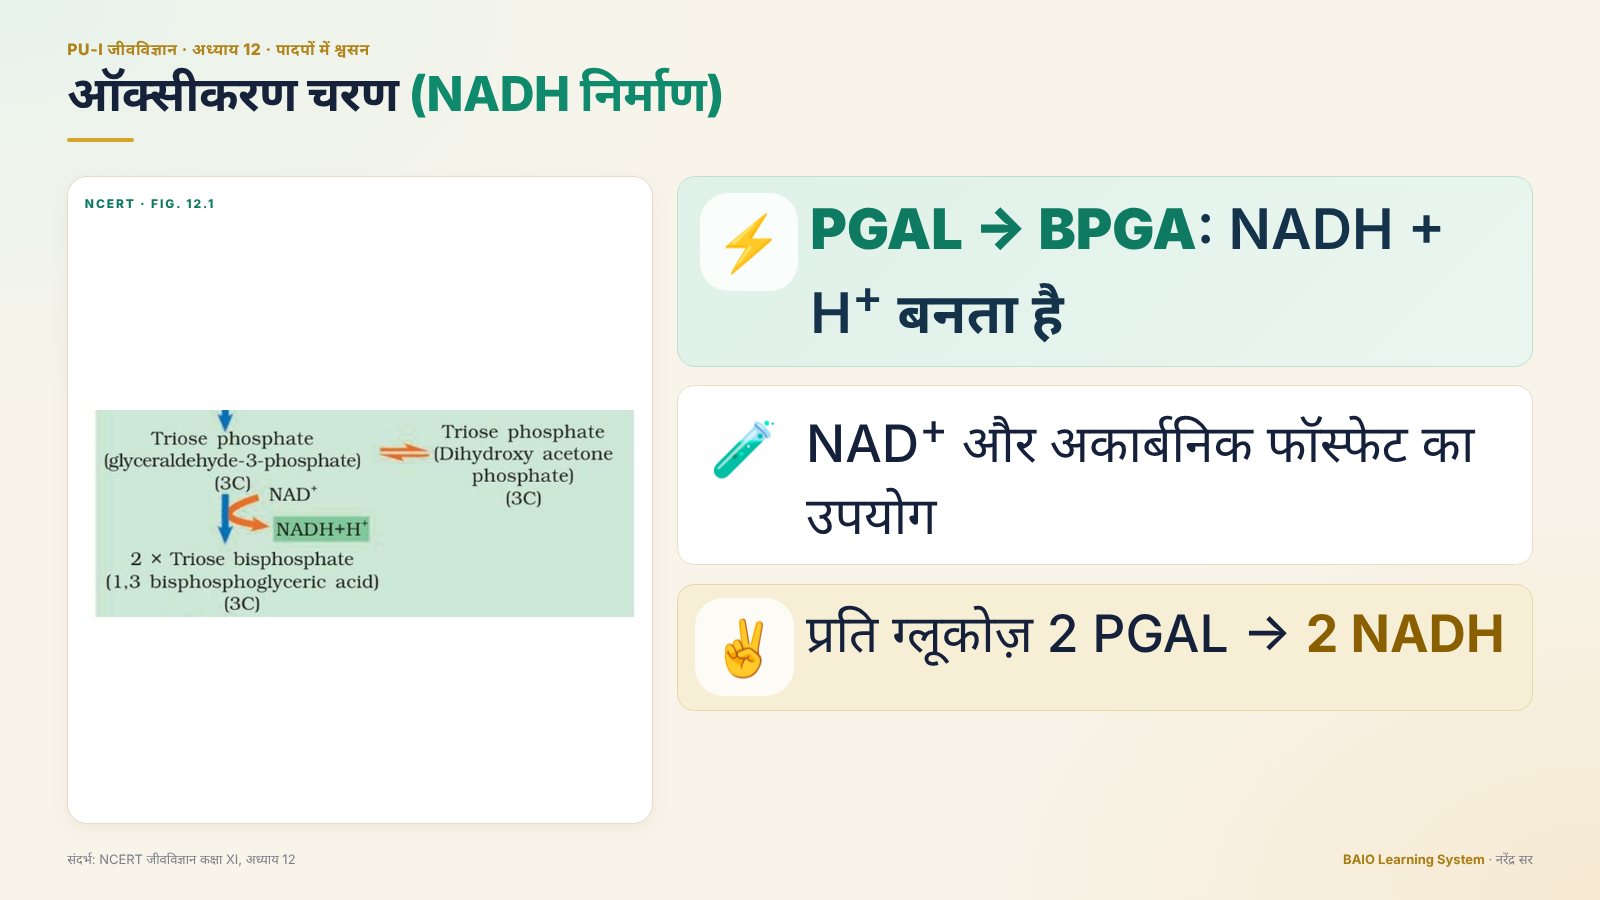 PU-I जीवविज्ञान · अध्याय 12 · पादपों में श्वसन
ऑक्सीकरण चरण (NADH निर्माण)
NCERT · FIG. 12.1
Triose phosphate
(glyceraldehyde-3-phosphate)
(3C)
Triose phosphate
(Dihydroxy acetone
phosphate)
(3C)
NAD⁺
NADH+H⁺
2 × Triose bisphosphate
(1,3 bisphosphoglyceric acid)
(3C)
⚡ PGAL → BPGA: NADH +
H⁺ बनता है
🧪 NAD⁺ और अकार्बनिक फॉस्फेट का
उपयोग
✌️ प्रति ग्लूकोज़ 2 PGAL → 2 NADH
संदर्भ: NCERT जीवविज्ञान कक्षा XI, अध्याय 12
BAIO Learning System · नरेंद्र सर